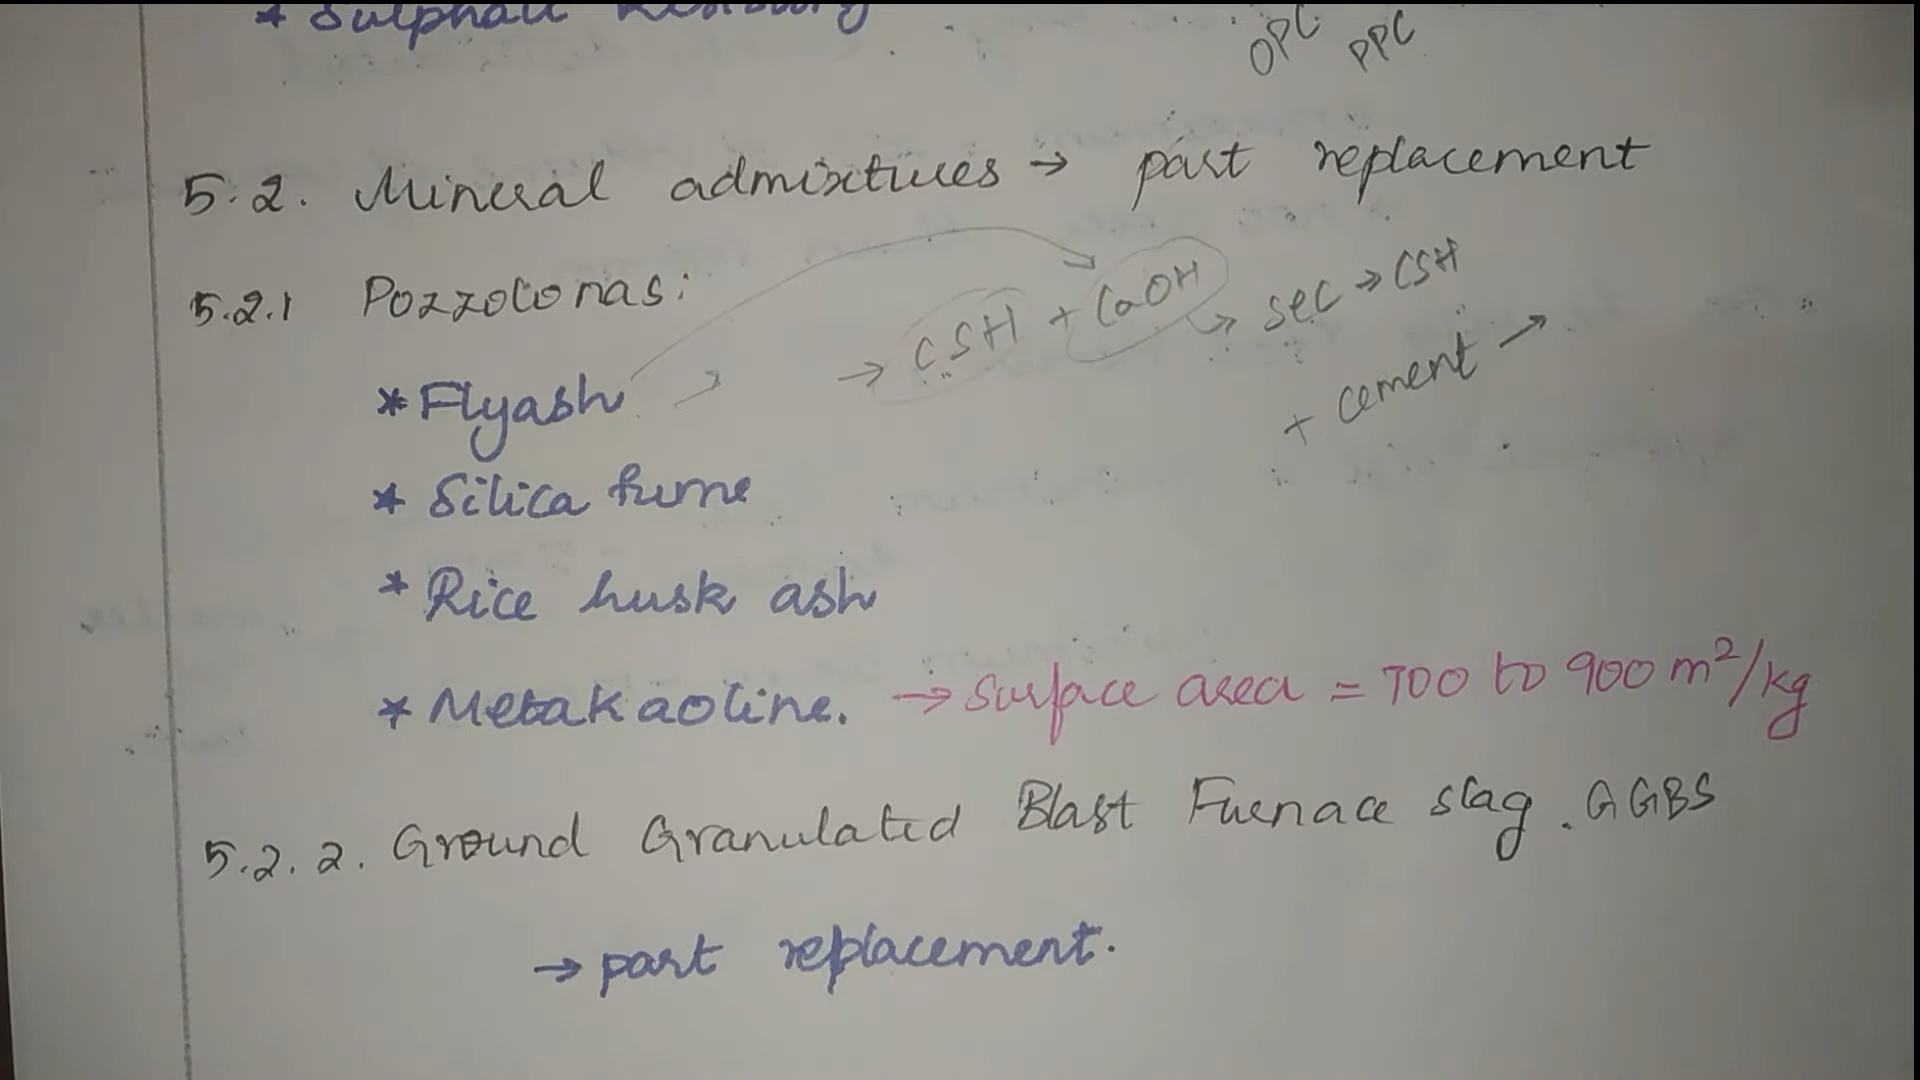 * Sulphate Resisting
OPC PPC
5.2. Mineral admixtures → part replacement
5.2.1 Pozzolonas:
→ CSH + CaOH → sec → CSH
+ cement →
* Flyash →
* Silica fume
* Rice husk ash
* Metakaoline. → Surface area = 700 to 900 m²/kg
5.2.2. Ground Granulated Blast Furnace slag. GGBS
→ part replacement.